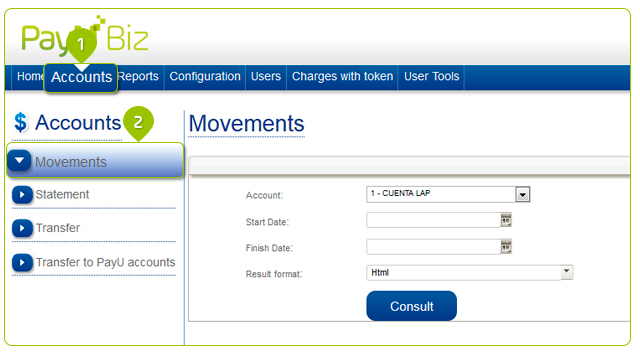 PayU Biz
1
Home Accounts Reports Configuration Users Charges with token User Tools
$ Accounts 2
Movements
Statement
Transfer
Transfer to PayU accounts
Movements
Account: 1 - CUENTA LAP
Start Date:
Finish Date:
Result format: Html
Consult